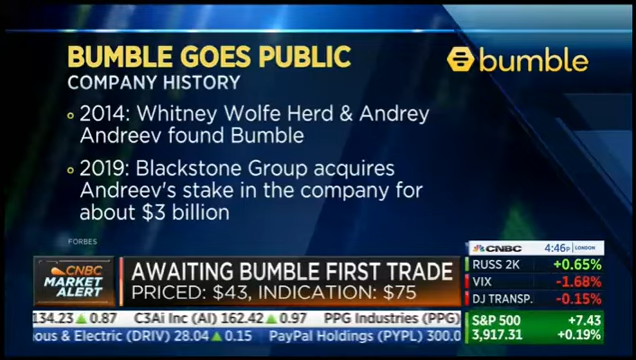 BUMBLE GOES PUBLIC
bumble
COMPANY HISTORY
2014: Whitney Wolfe Herd & Andrey
Andreev found Bumble
2019: Blackstone Group acquires
Andreev's stake in the company for
about $3 billion
FORBES
CNBC
MARKET
ALERT
AWAITING BUMBLE FIRST TRADE
PRICED: $43, INDICATION: $75
CNBC 4:46P LONDON
RUSS 2K +0.65%
VIX -1.68%
DJ TRANSP. -0.15%
S&P 500 +7.43
3,917.31 +0.19%
134.23 ▲ 0.87 C3Ai Inc (AI) 162.42 ▲ 0.97 PPG Industries (PPG)
ous & Electric (DRIV) 28.04 ▲ 0.15 PayPal Holdings (PYPL) 300.0